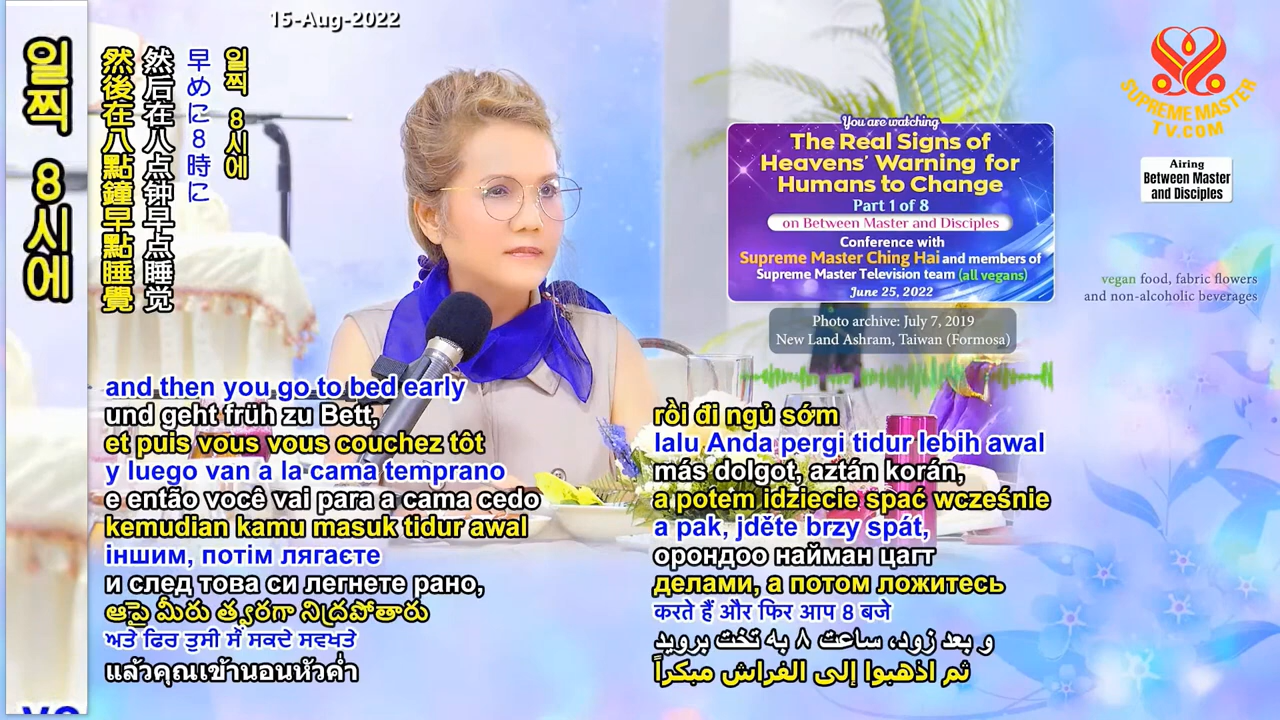 15-Aug-2022
일찍 8시에
然後在八點鐘早點睡覺
然后在八点钟早点睡觉
早めに8時に
일찍 8시에
SUPREME MASTER
TV.COM
Airing
Between Master
and Disciples
You are watching
The Real Signs of
Heavens' Warning for
Humans to Change
Part 1 of 8
on Between Master and Disciples
Conference with
Supreme Master Ching Hai and members of
Supreme Master Television team (all vegans)
June 25, 2022
Photo archive: July 7, 2019
New Land Ashram, Taiwan (Formosa)
vegan food, fabric flowers
and non-alcoholic beverages
and then you go to bed early
und geht früh zu Bett,
et puis vous vous couchez tôt
y luego van a la cama temprano
e então você vai para a cama cedo
kemudian kamu masuk tidur awal
іншим, потім лягаєте
и след това си легнете рано,
ఆపై మీరు త్వరగా నిద్రపోతారు
ਅਤੇ ਫਿਰ ਤੁਸੀ ਸੌਂ ਸਕਦੇ ਸਵਖਤੇ
แล้วคุณเข้านอนหัวค่ำ
rồi đi ngủ sớm
lalu Anda pergi tidur lebih awal
más dolgot, aztán korán,
a potem idziecie spać wcześnie
a pak, jděte brzy spát,
орондоо найман цагт
делами, а потом ложитесь
करते हैं और फिर आप 8 बजे
و بعد زود، ساعت ۸ به تخت بروید
ثم اذهبوا إلى الفراش مبكراً